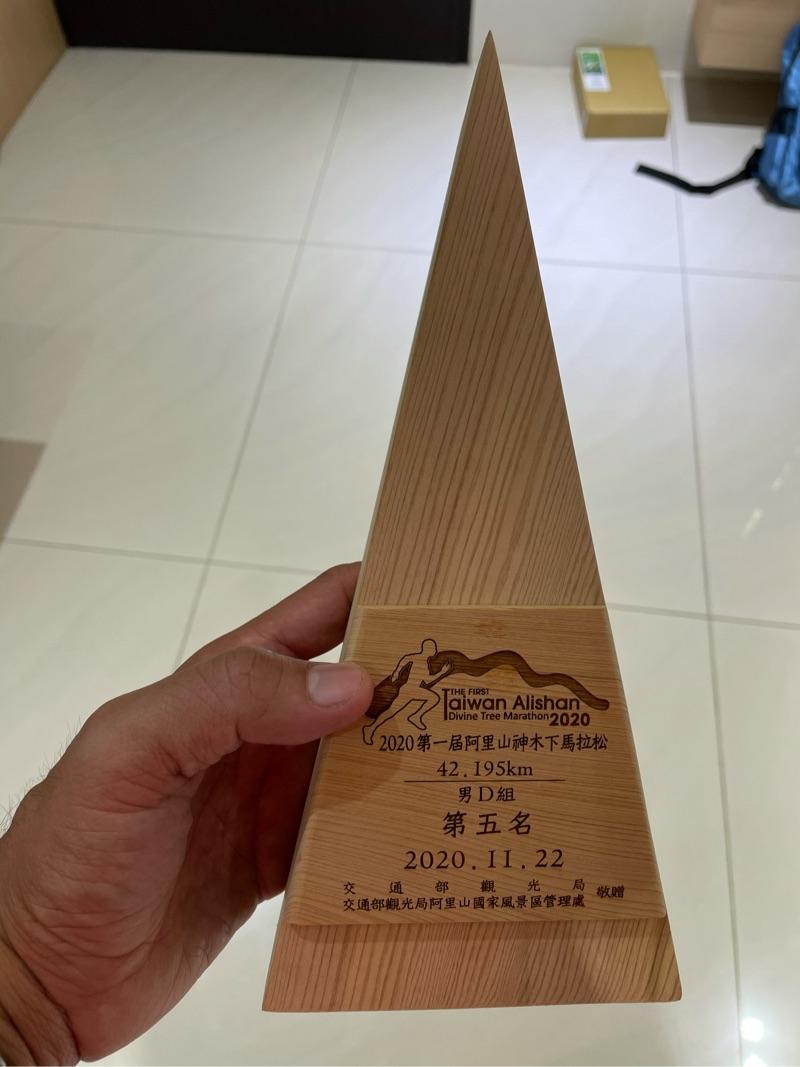 THE FIRST
Taiwan Alishan
Divine Tree Marathon 2020
2020第一屆阿里山神木下馬拉松
42.195km
男D組
第五名
2020.11.22
交通部觀光局
交通部觀光局阿里山國家風景區管理處 敬贈